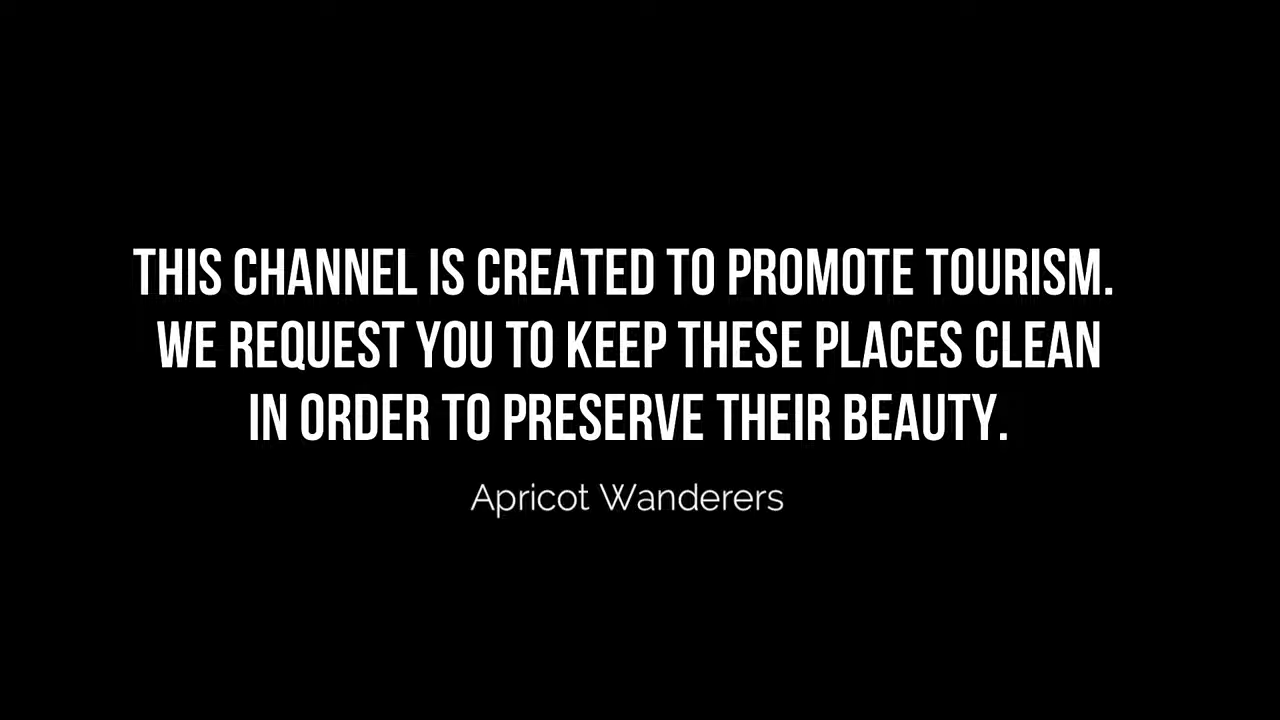 THIS CHANNEL IS CREATED TO PROMOTE TOURISM.
WE REQUEST YOU TO KEEP THESE PLACES CLEAN
IN ORDER TO PRESERVE THEIR BEAUTY.
Apricot Wanderers